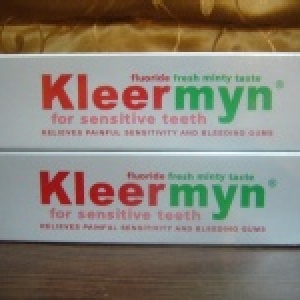 fluoride fresh minty taste
Kleermyn®
for sensitive teeth
RELIEVES PAINFUL SENSITIVITY AND BLEEDING GUMS
fluoride fresh minty taste
Kleermyn®
for sensitive teeth
RELIEVES PAINFUL SENSITIVITY AND BLEEDING GUMS